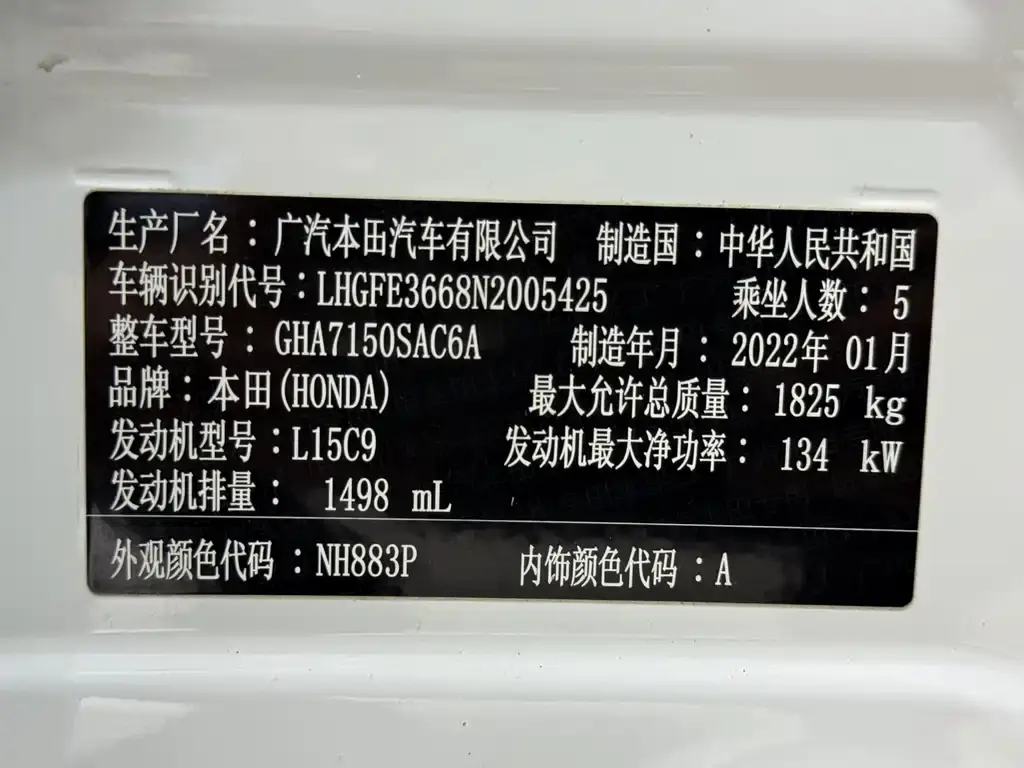 生产厂名：广汽本田汽车有限公司 制造国：中华人民共和国
车辆识别代号：LHGFE3668N2005425 乘坐人数：5
整车型号：GHA7150SAC6A 制造年月：2022年 01月
品牌：本田(HONDA) 最大允许总质量：1825 kg
发动机型号：L15C9 发动机最大净功率：134 kW
发动机排量：1498 mL
外观颜色代码：NH883P 内饰颜色代码：A